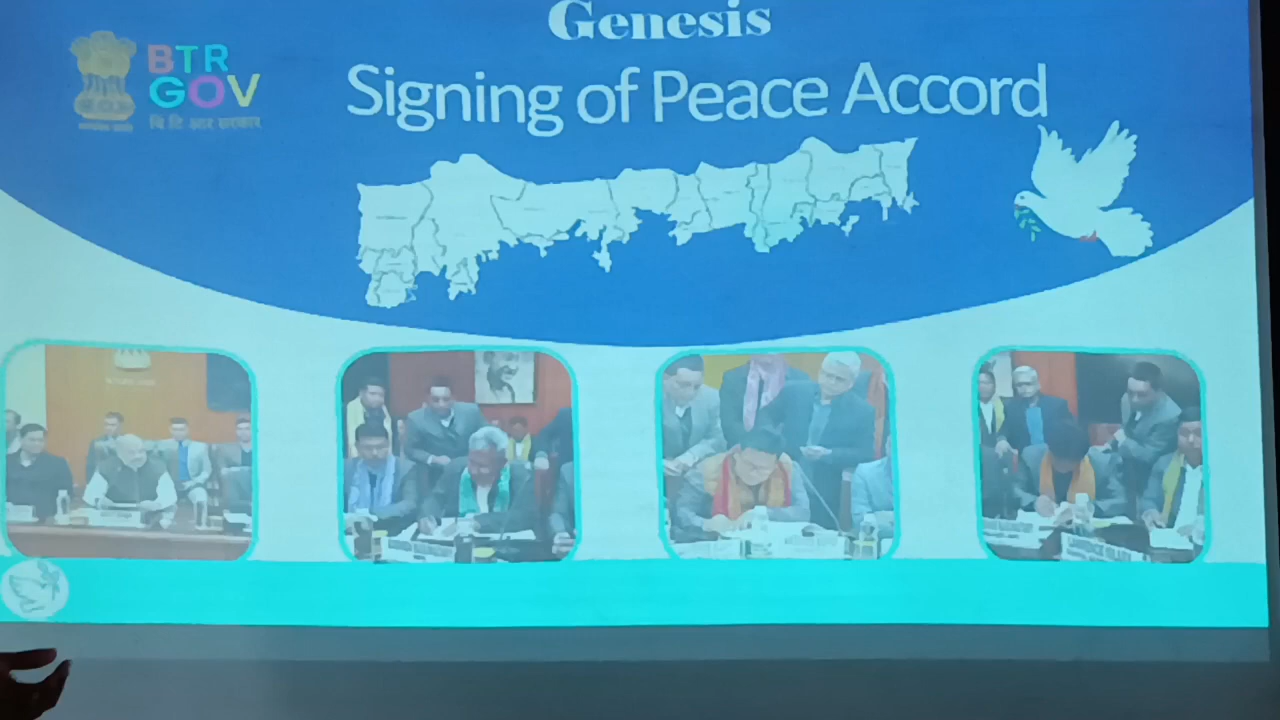 Genesis
BTR
GOV
बि टि आर सरकार
Signing of Peace Accord